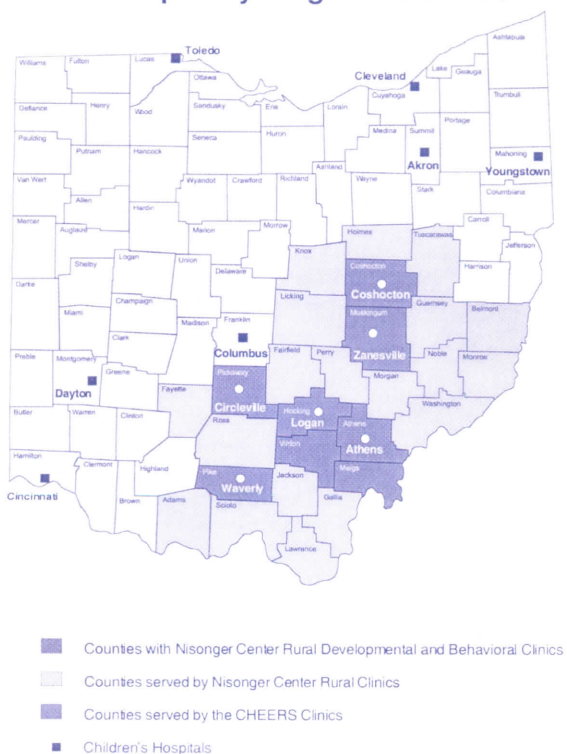 Toledo
Williams
Fulton
Lucas
Ottawa
Ashtabula
Cleveland
Lake
Geauga
Cuyahoga
Defiance
Henry
Wood
Sandusky
Erie
Lorain
Trumbull
Medina
Summit
Portage
Paulding
Putnam
Hancock
Seneca
Huron
Akron
Mahoning
Youngstown
Ashland
Van Wert
Wyandot
Crawford
Richland
Wayne
Stark
Columbiana
Allen
Hardin
Mercer
Auglaize
Marion
Morrow
Carroll
Holmes
Tuscarawas
Jefferson
Knox
Logan
Union
Shelby
Delaware
Coshocton
Coshocton
Harrison
Darke
Champaign
Licking
Muskingum
Guernsey
Belmont
Miami
Madison
Franklin
Clark
Columbus
Fairfield
Perry
Zanesville
Noble
Monroe
Preble
Montgomery
Greene
Pickaway
Morgan
Dayton
Fayette
Circleville
Hocking
Logan
Athens
Athens
Washington
Butler
Warren
Clinton
Ross
Vinton
Hamilton
Clermont
Highland
Pike
Waverly
Jackson
Meigs
Cincinnati
Brown
Adams
Scioto
Gallia
Lawrence
Counties with Nisonger Center Rural Developmental and Behavioral Clinics
Counties served by Nisonger Center Rural Clinics
Counties served by the CHEERS Clinics
Children's Hospitals